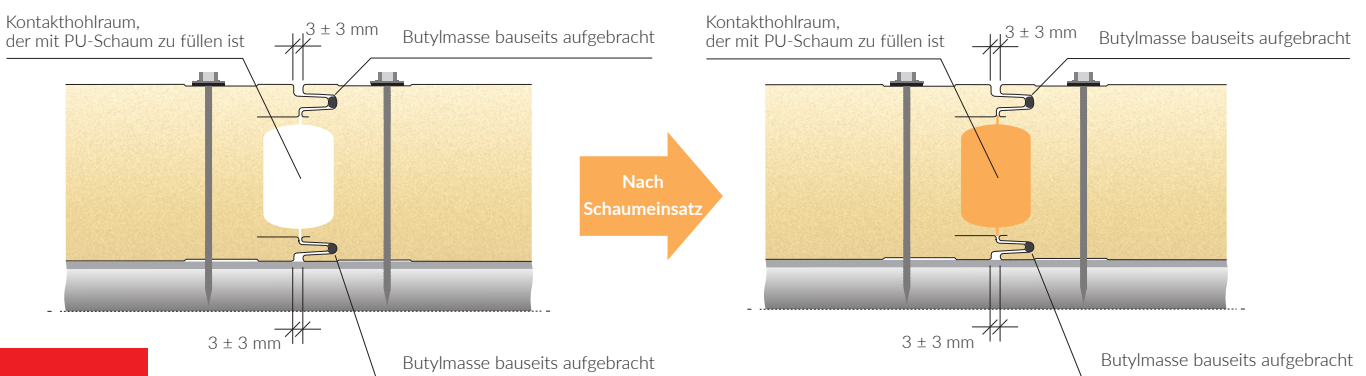 Kontakthohlraum,
der mit PU-Schaum zu füllen ist
3 ± 3 mm
Butylmasse bauseits aufgebracht
3 ± 3 mm
Butylmasse bauseits aufgebracht
Nach
Schaumeinsatz
Kontakthohlraum,
der mit PU-Schaum zu füllen ist
3 ± 3 mm
Butylmasse bauseits aufgebracht
3 ± 3 mm
Butylmasse bauseits aufgebracht